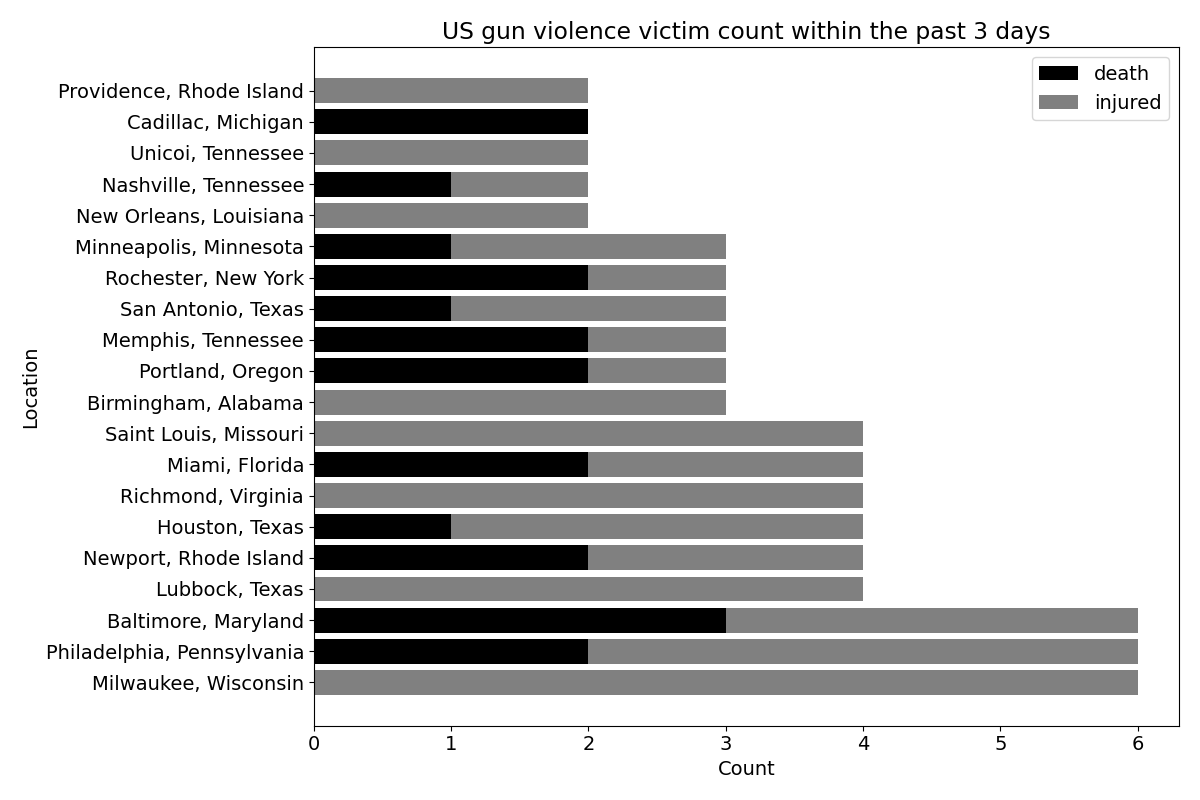 US gun violence victim count within the past 3 days
death
injured
Providence, Rhode Island
Cadillac, Michigan
Unicoi, Tennessee
Nashville, Tennessee
New Orleans, Louisiana
Minneapolis, Minnesota
Rochester, New York
San Antonio, Texas
Memphis, Tennessee
Portland, Oregon
Birmingham, Alabama
Saint Louis, Missouri
Miami, Florida
Richmond, Virginia
Houston, Texas
Newport, Rhode Island
Lubbock, Texas
Baltimore, Maryland
Philadelphia, Pennsylvania
Milwaukee, Wisconsin
Location
0 1 2 3 4 5 6
Count